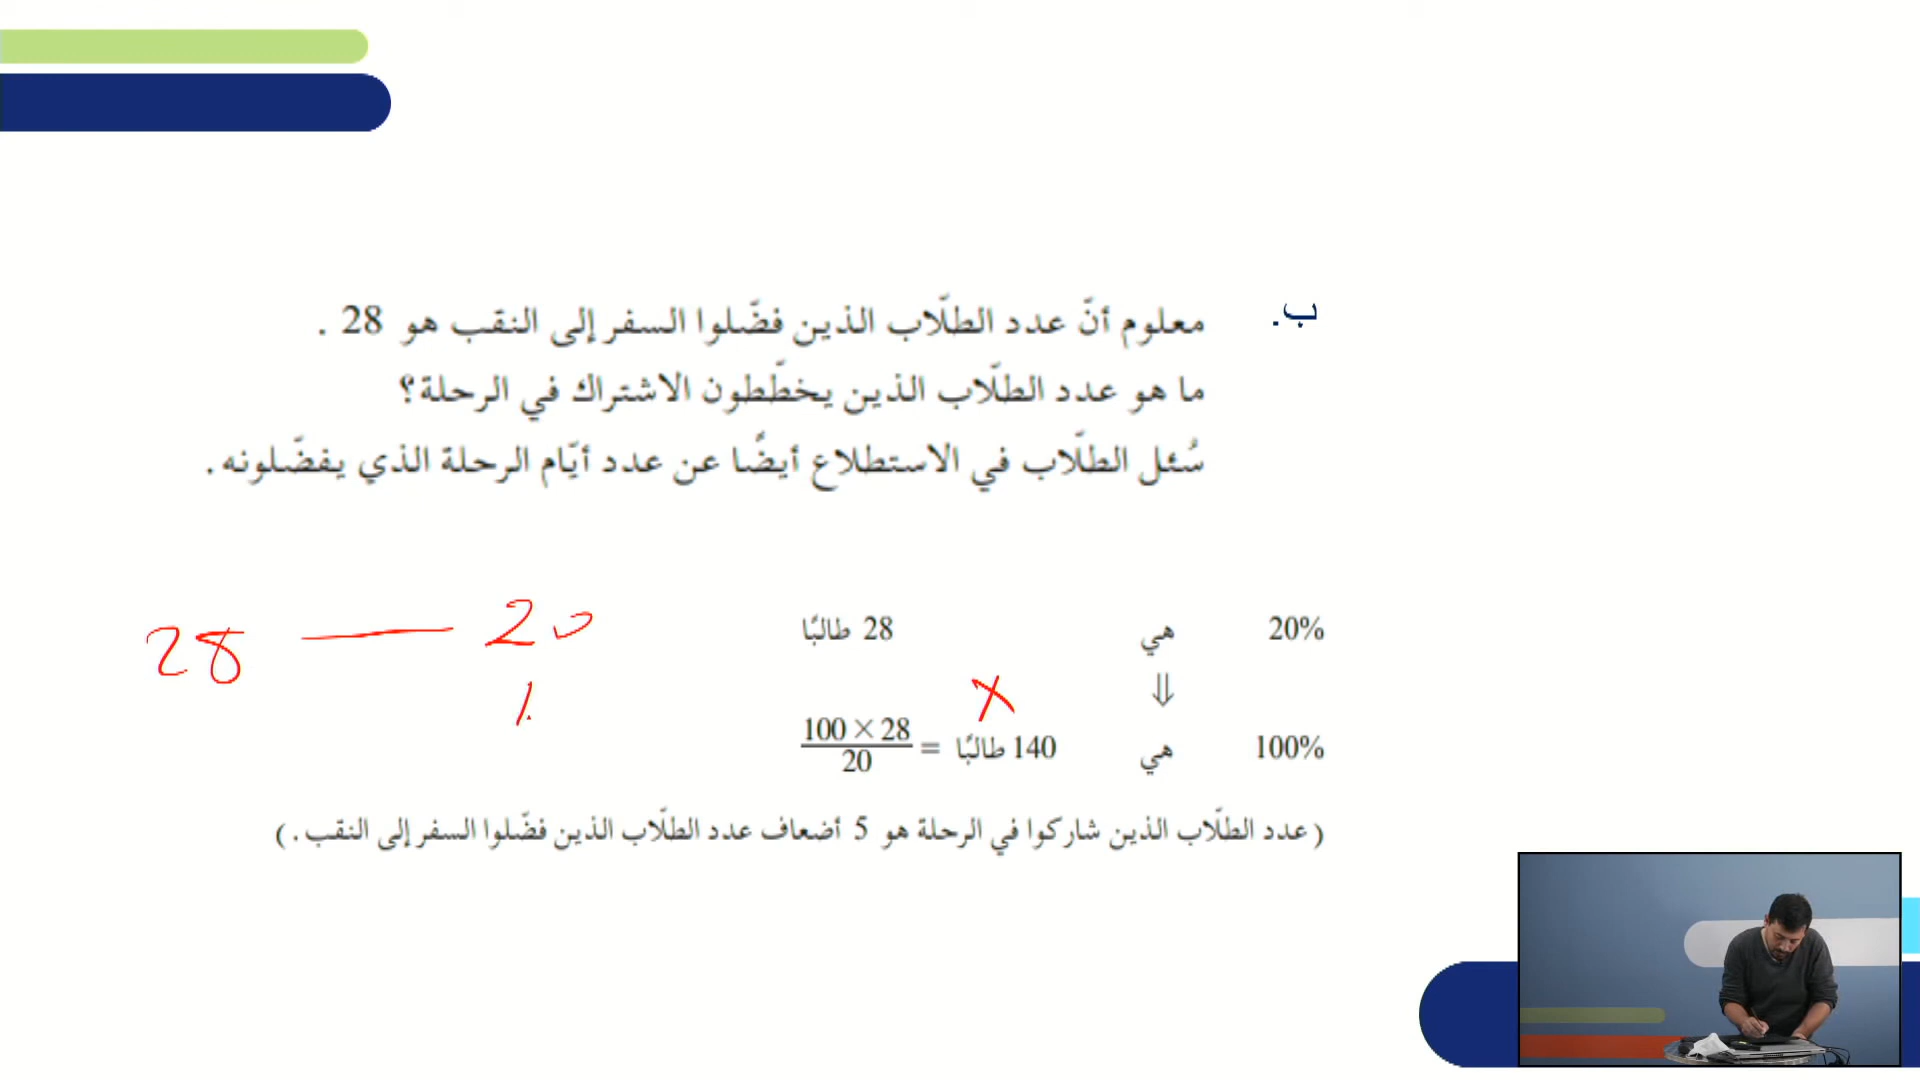 ب. معلوم أنّ عدد الطلّاب الذين فضّلوا السفر إلى النقب هو 28 .
ما هو عدد الطلّاب الذين يخطّطون الاشتراك في الرحلة؟
سُئل الطلّاب في الاستطلاع أيضًا عن عدد أيّام الرحلة الذي يفضّلونه .
20% هي 28 طالبًا
⇓
100% هي 140 طالبًا = 100 × 28 / 20
( عدد الطلّاب الذين شاركوا في الرحلة هو 5 أضعاف عدد الطلّاب الذين فضّلوا السفر إلى النقب . )
28 — 20
X